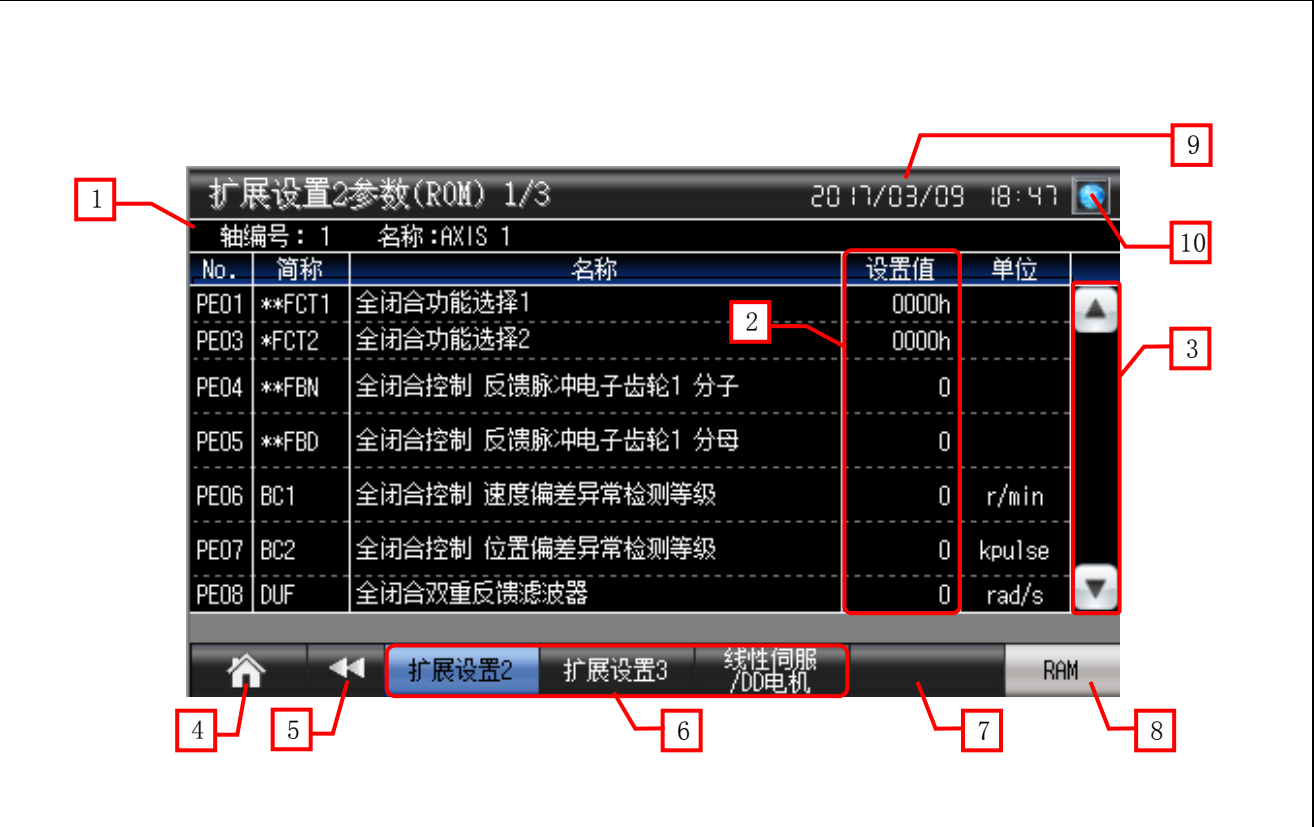 9
扩展设置2参数(ROM) 1/3 2017/03/09 18:47
1
轴编号: 1 名称:AXIS 1
10
No. 简称 名称 设置值 单位
PE01 **FCT1 全闭合功能选择1 0000h
2
PE03 *FCT2 全闭合功能选择2 0000h
3
PE04 **FBN 全闭合控制 反馈脉冲电子齿轮1 分子 0
PE05 **FBD 全闭合控制 反馈脉冲电子齿轮1 分母 0
PE06 BC1 全闭合控制 速度偏差异常检测等级 0 r/min
PE07 BC2 全闭合控制 位置偏差异常检测等级 0 kpulse
PE08 DUF 全闭合双重反馈滤波器 0 rad/s
扩展设置2 扩展设置3 线性伺服
/DD电机 RAM
4 5 6 7 8